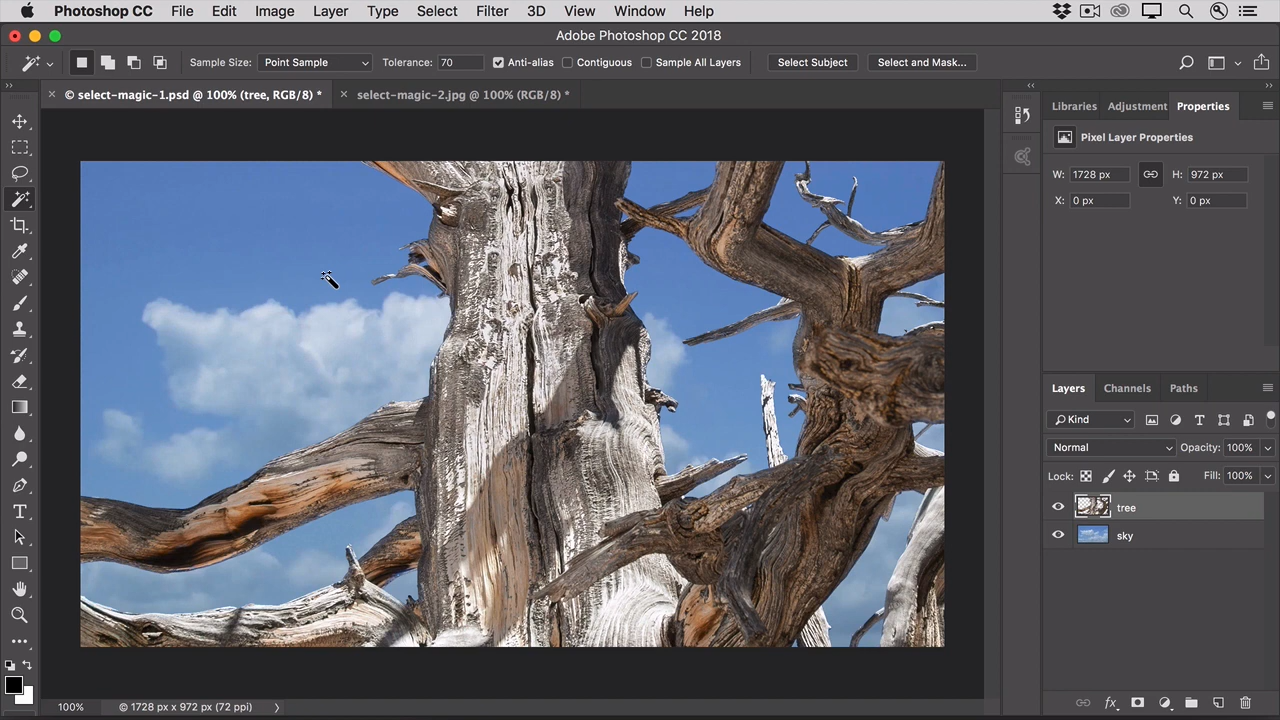 Photoshop CC File Edit Image Layer Type Select Filter 3D View Window Help
Adobe Photoshop CC 2018
Sample Size: Point Sample Tolerance: 70 Anti-alias Contiguous Sample All Layers Select Subject Select and Mask...
© select-magic-1.psd @ 100% (tree, RGB/8) * select-magic-2.jpg @ 100% (RGB/8) *
Libraries Adjustment Properties
Pixel Layer Properties
W: 1728 px H: 972 px
X: 0 px Y: 0 px
Layers Channels Paths
Kind
Normal Opacity: 100%
Lock: Fill: 100%
tree
sky
fx
100% © 1728 px x 972 px (72 ppi)